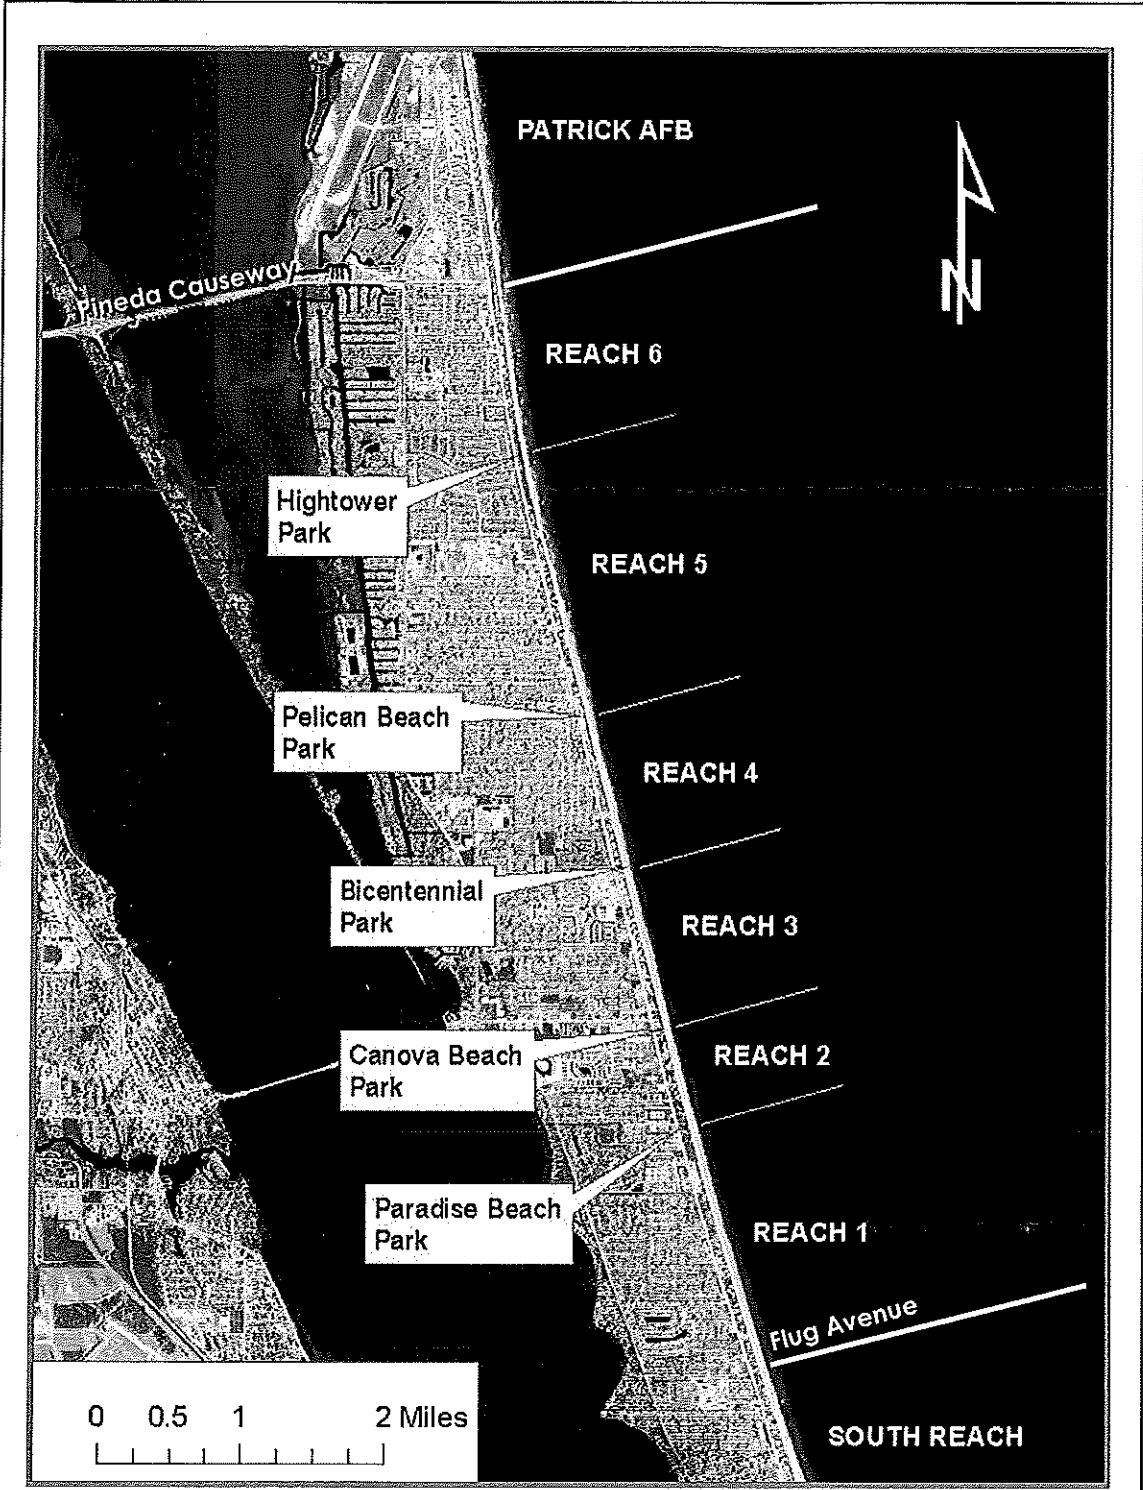 PATRICK AFB
N
Pineda Causeway
REACH 6
Hightower
Park
REACH 5
Pelican Beach
Park
REACH 4
Bicentennial
Park
REACH 3
Canova Beach
Park
REACH 2
Paradise Beach
Park
REACH 1
Flug Avenue
0 0.5 1 2 Miles
SOUTH REACH